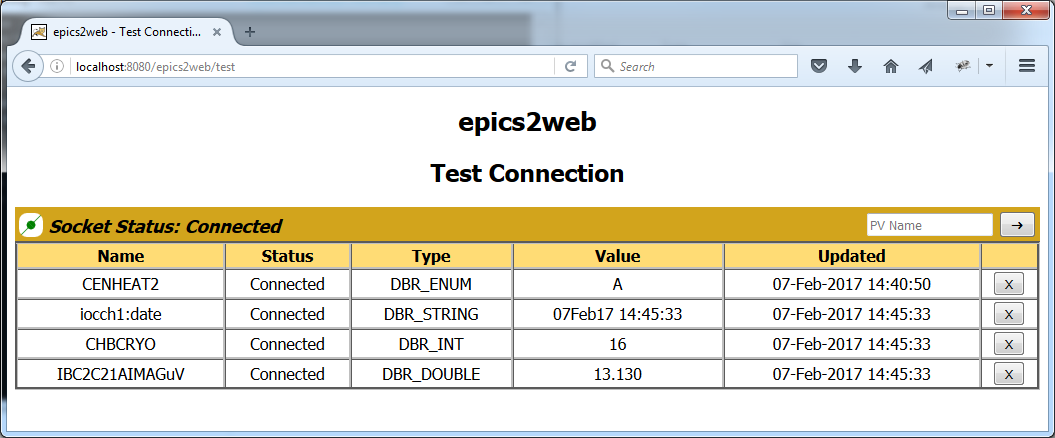 epics2web - Test Connecti...
localhost:8080/epics2web/test
Search
epics2web
Test Connection
Socket Status: Connected
PV Name
Name Status Type Value Updated
CENHEAT2 Connected DBR_ENUM A 07-Feb-2017 14:40:50 X
iocch1:date Connected DBR_STRING 07Feb17 14:45:33 07-Feb-2017 14:45:33 X
CHBCRYO Connected DBR_INT 16 07-Feb-2017 14:45:33 X
IBC2C21AIMAGuV Connected DBR_DOUBLE 13.130 07-Feb-2017 14:45:33 X